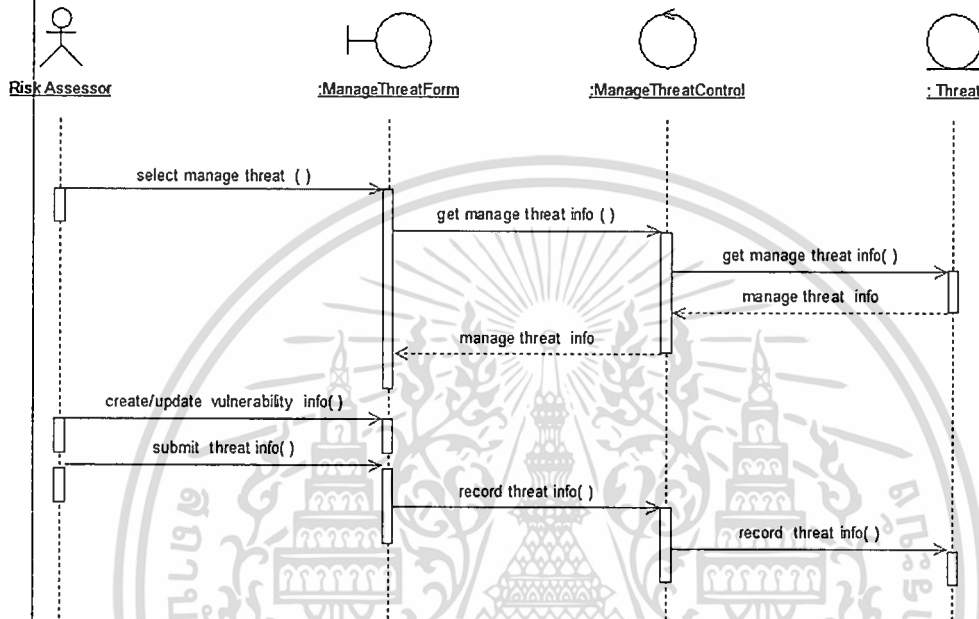 Risk Assessor
:ManageThreatForm
:ManageThreatControl
: Threat
select manage threat ( )
get manage threat info ( )
get manage threat info( )
manage threat info
manage threat info
create/update vulnerability info( )
submit threat info( )
record threat info( )
record threat info( )